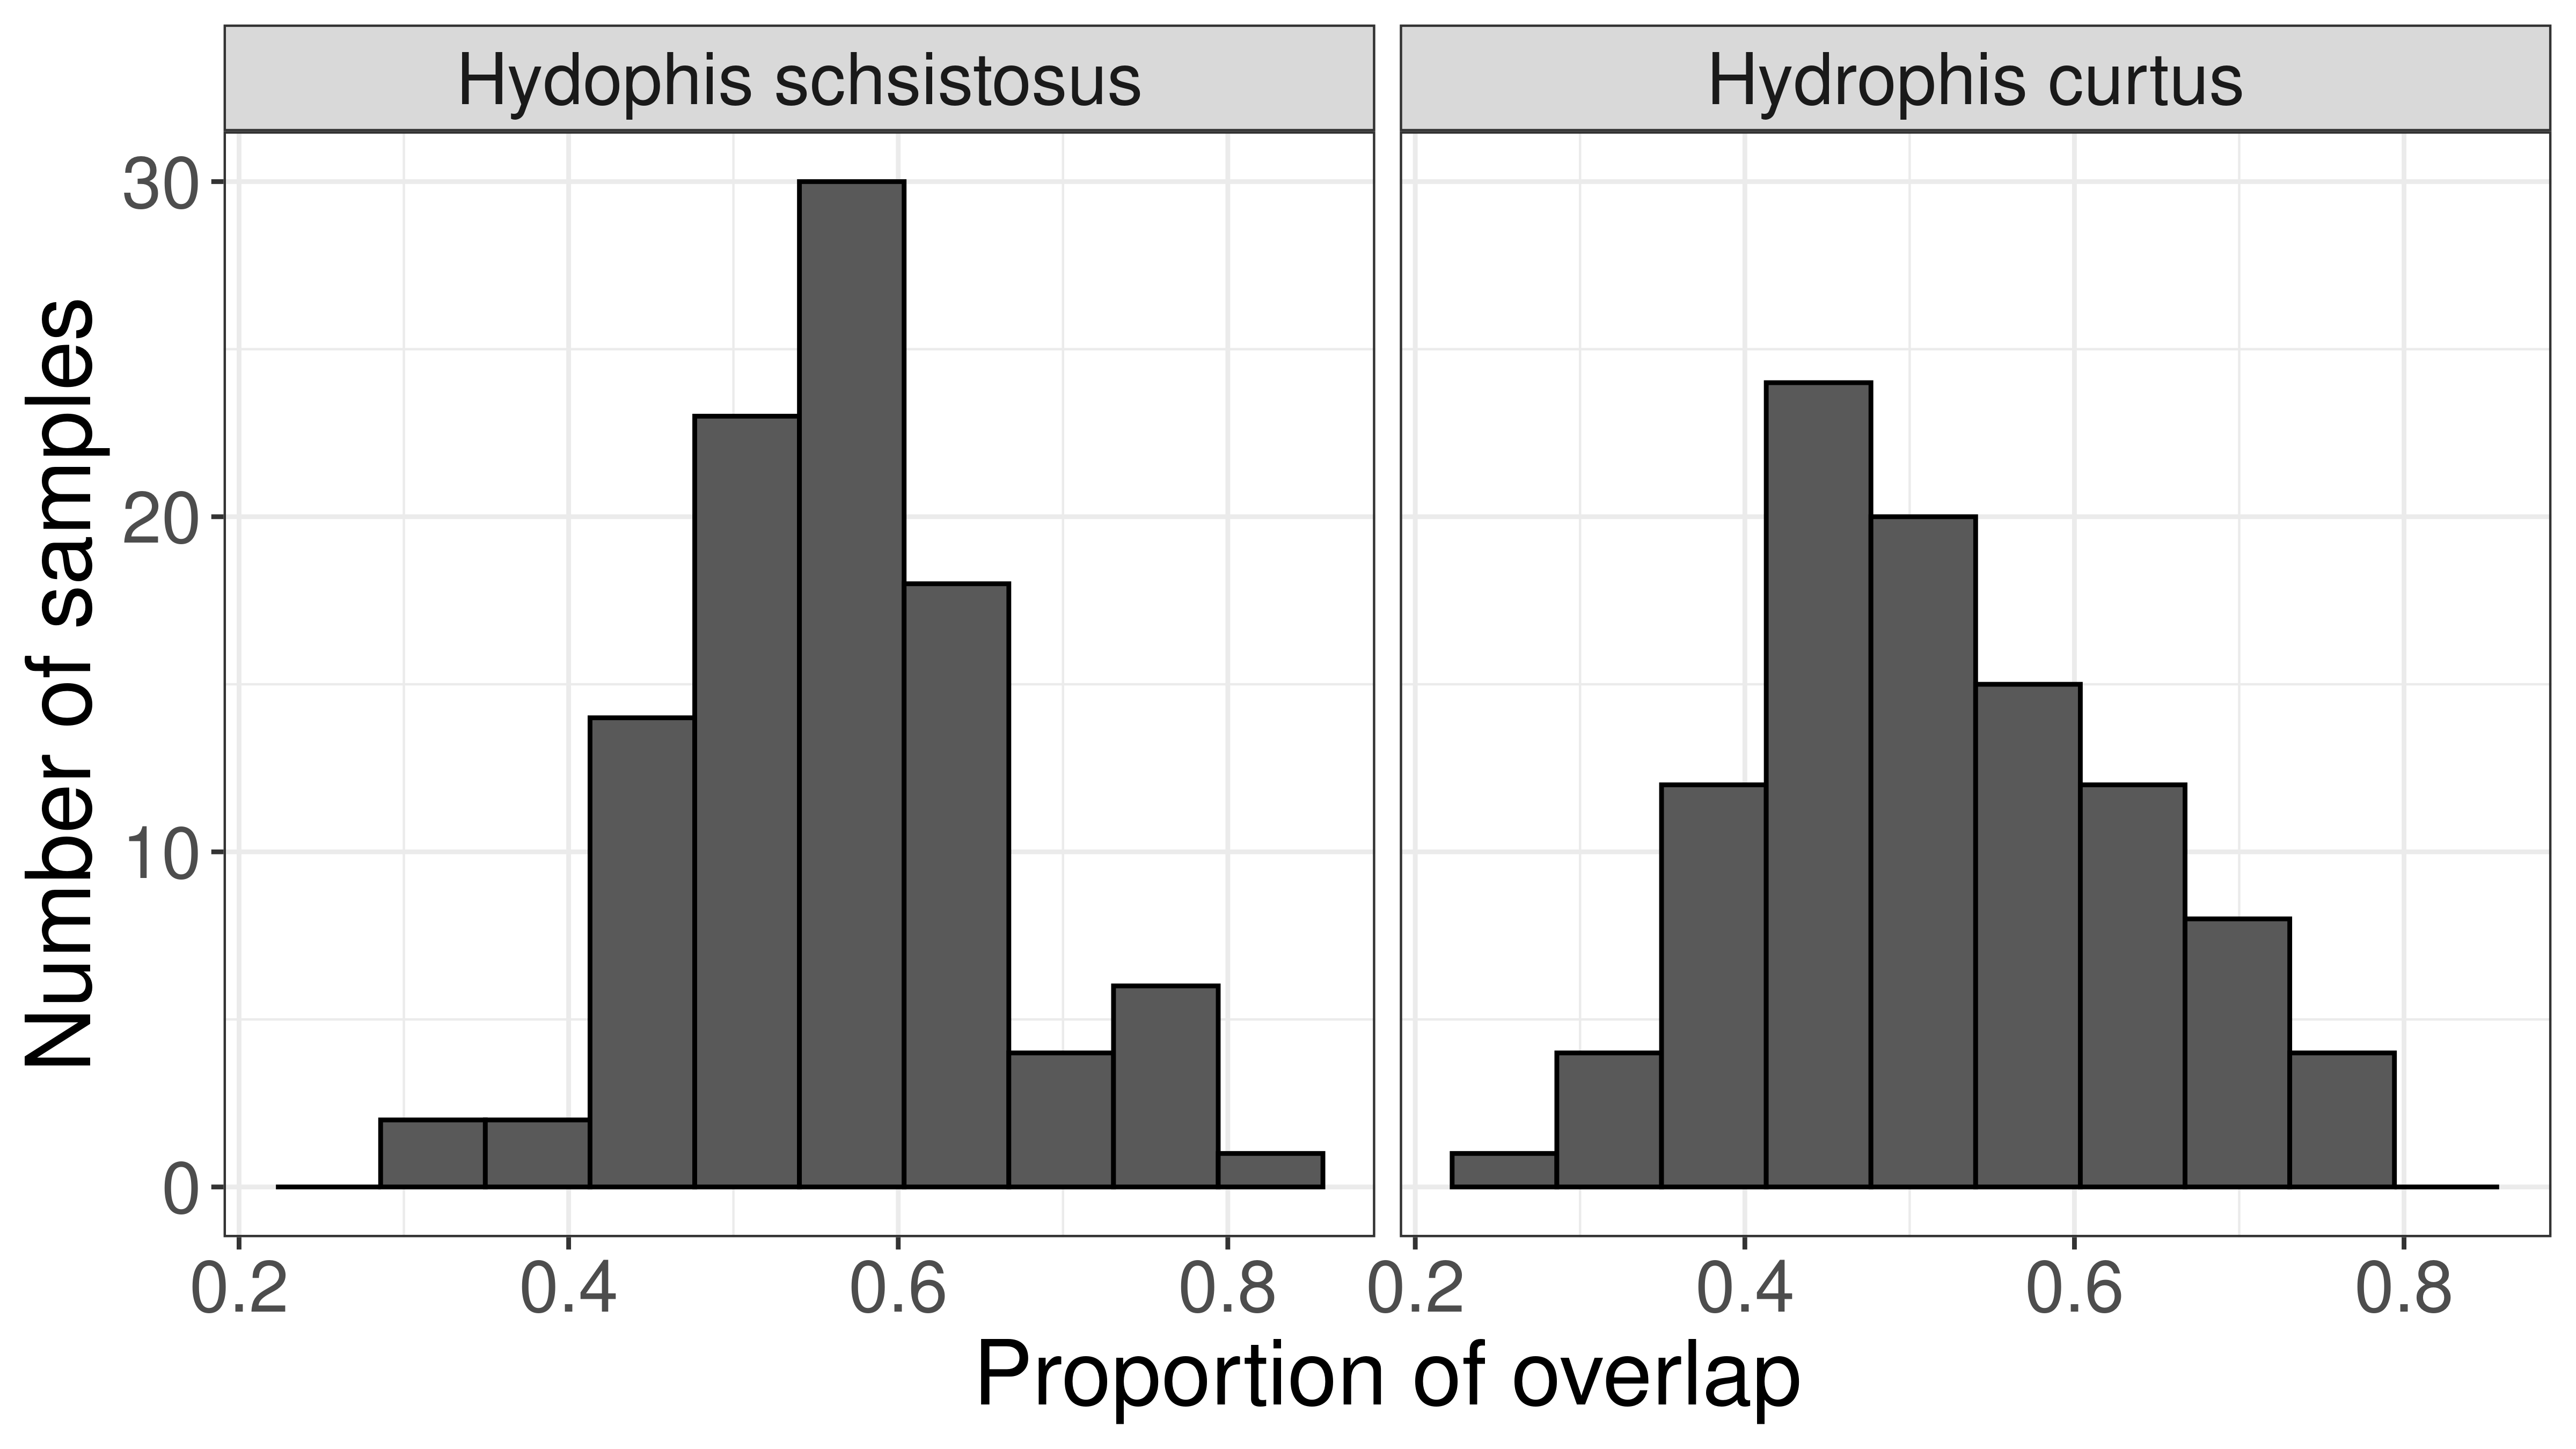 Hydophis schsistosus
Hydrophis curtus
Number of samples
30
20
10
0
0.2 0.4 0.6 0.8 0.2 0.4 0.6 0.8
Proportion of overlap